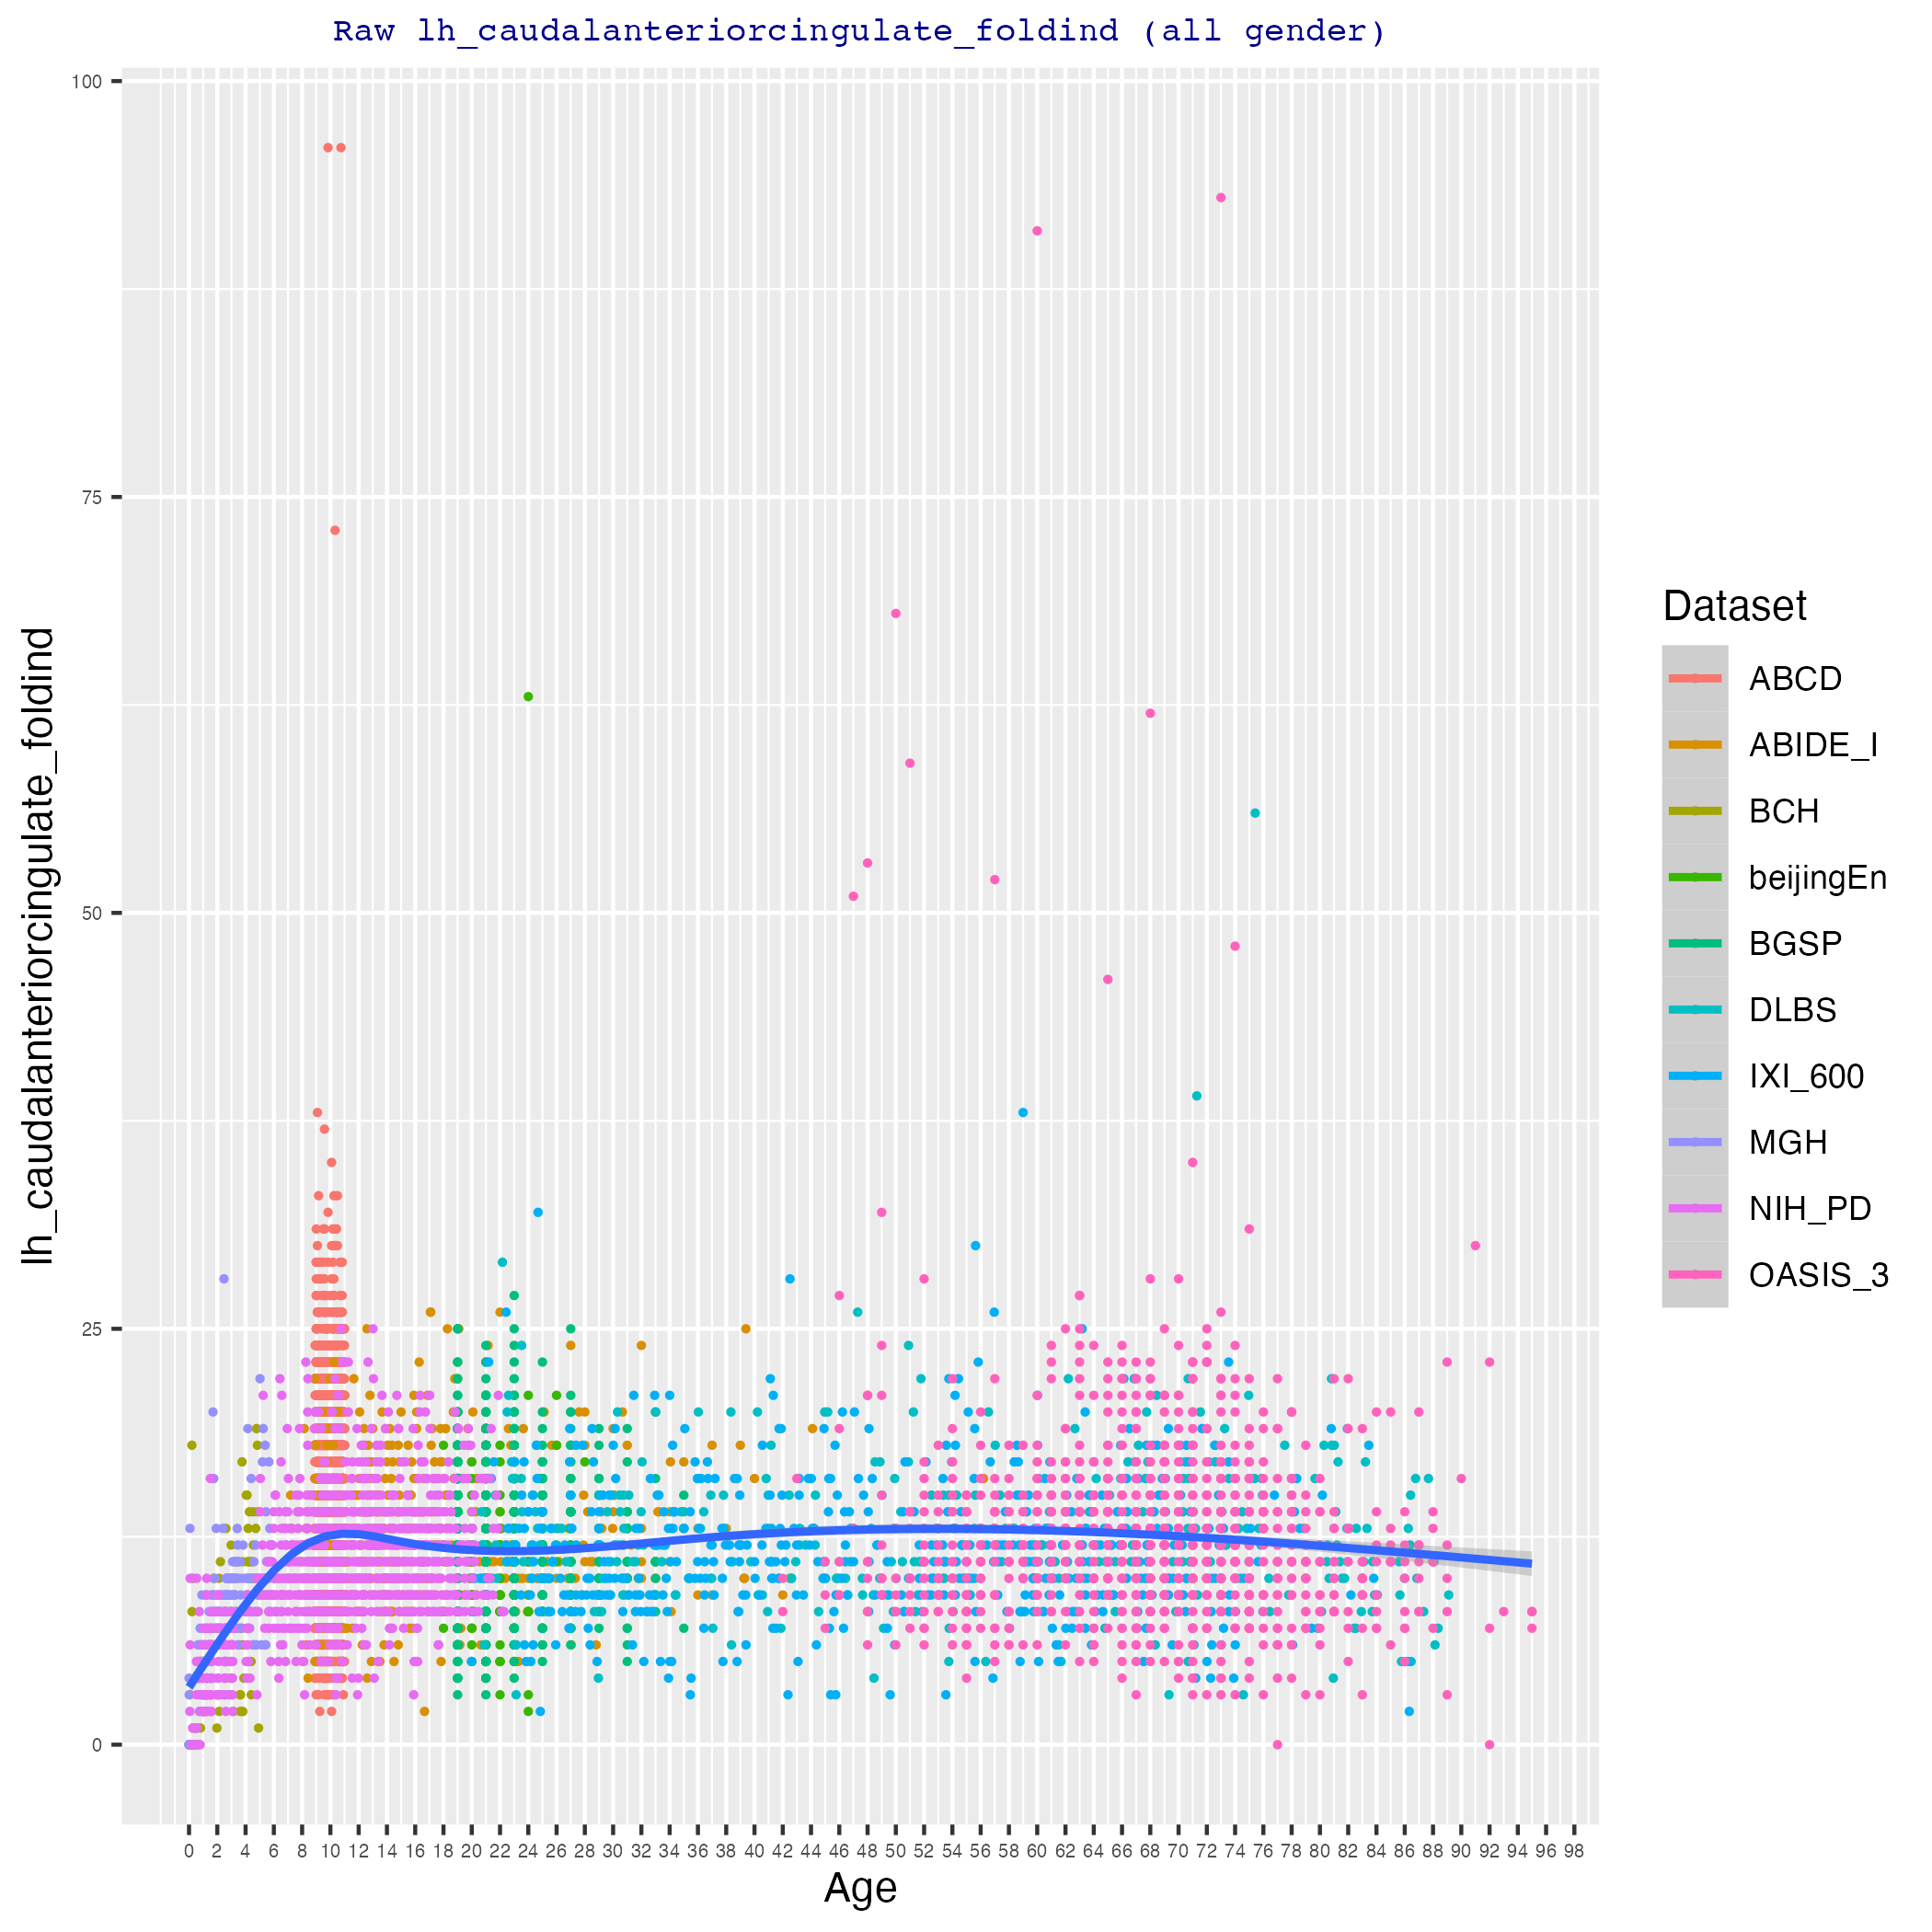 Raw lh_caudalanteriorcingulate_foldind (all gender)
lh_caudalanteriorcingulate_foldind
100
75
50
25
0
0 2 4 6 8 10 12 14 16 18 20 22 24 26 28 30 32 34 36 38 40 42 44 46 48 50 52 54 56 58 60 62 64 66 68 70 72 74 76 78 80 82 84 86 88 90 92 94 96 98
Age
Dataset
ABCD
ABIDE_I
BCH
beijingEn
BGSP
DLBS
IXI_600
MGH
NIH_PD
OASIS_3